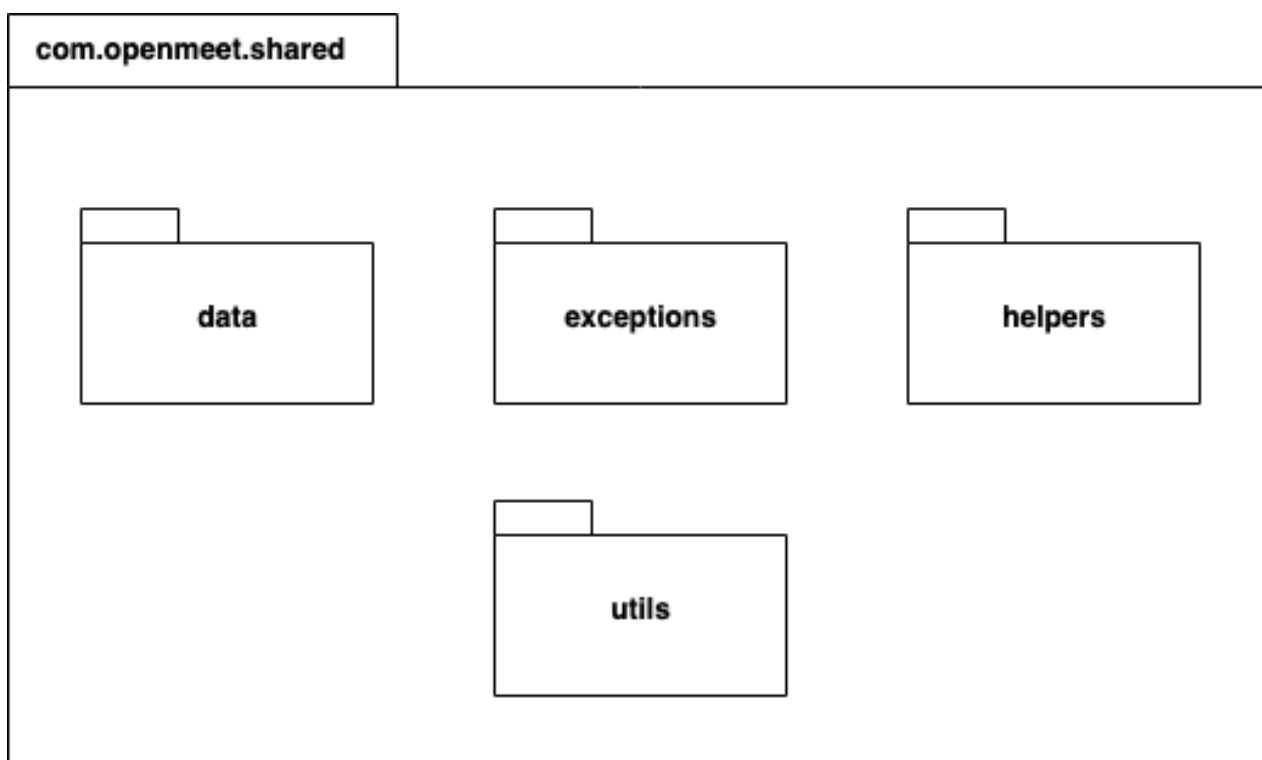 com.openmeet.shared
data
exceptions
helpers
utils